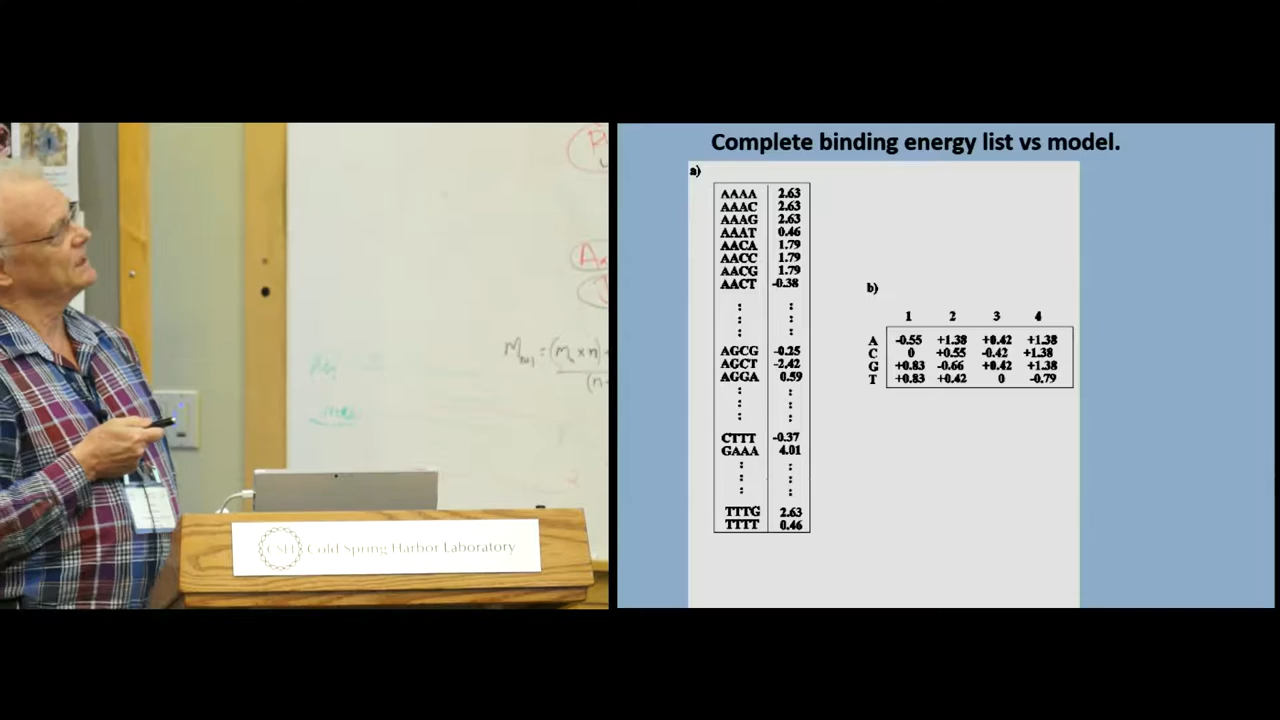 Complete binding energy list vs model.
a)
AAAA 2.63
AAAC 2.63
AAAG 2.63
AAAT 0.46
AACA 1.79
AACC 1.79
AACG 1.79
AACT -0.38
AGCG -0.25
AGCT -2.42
AGGA 0.59
CTTT -0.37
GAAA 4.01
TTTG 2.63
TTTT 0.46
b)
1 2 3 4
A -0.55 +1.38 +0.42 +1.38
C 0 +0.55 -0.42 +1.38
G +0.83 -0.66 +0.42 +1.38
T +0.83 +0.42 0 -0.79
CSH Cold Spring Harbor Laboratory